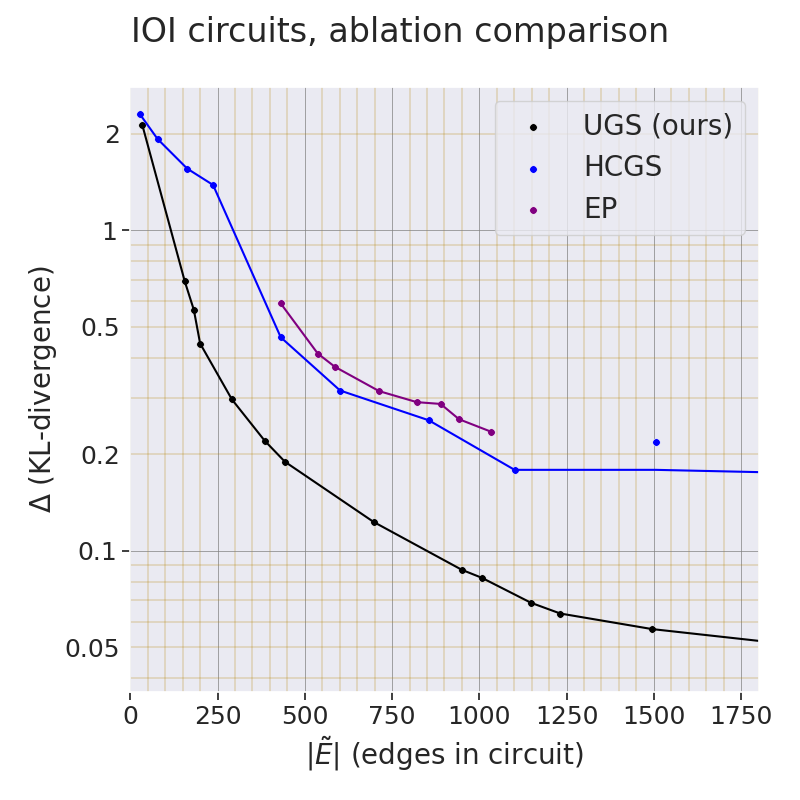 IOI circuits, ablation comparison
UGS (ours)
HCGS
EP
2
1
0.5
0.2
0.1
0.05
Δ (KL-divergence)
0 250 500 750 1000 1250 1500 1750
|Ẽ| (edges in circuit)